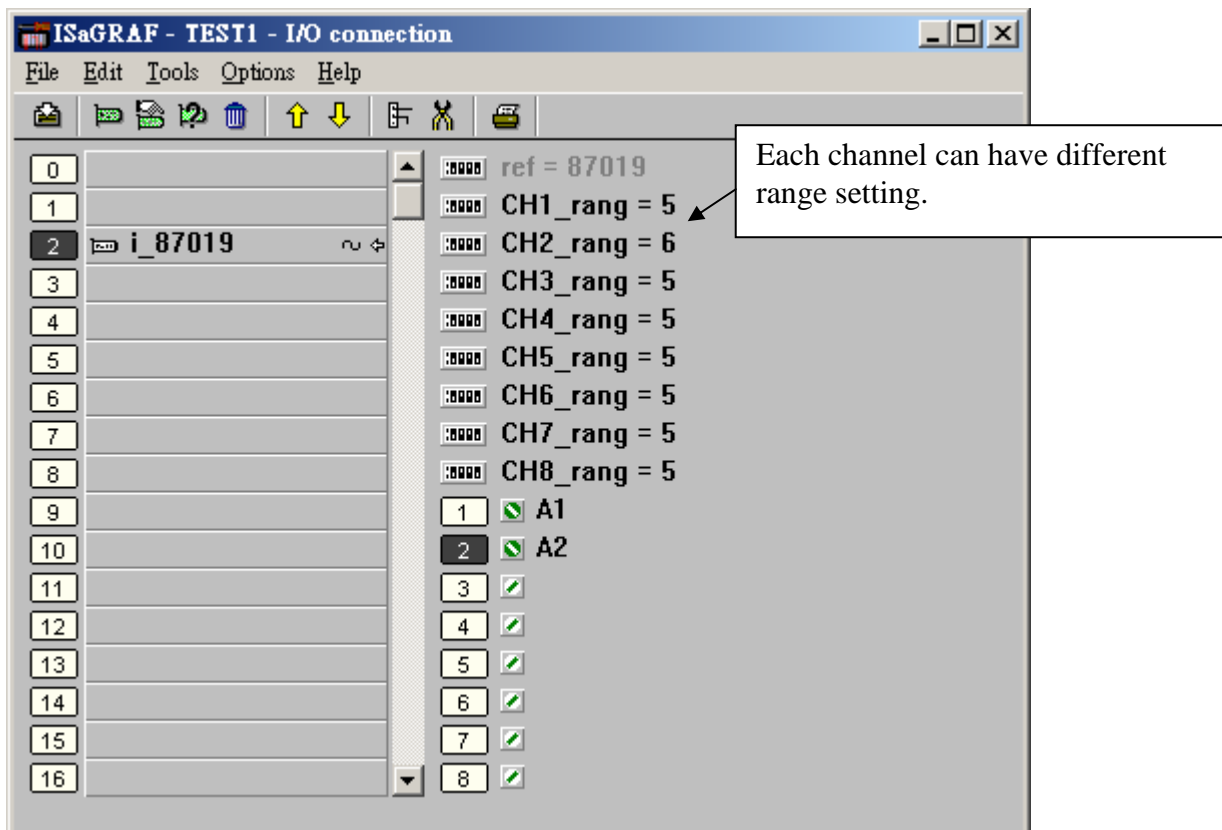 ISaGRAF - TEST1 - I/O connection
File Edit Tools Options Help
Each channel can have different
range setting.
0
1
2 i_87019
3
4
5
6
7
8
9
10
11
12
13
14
15
16
ref = 87019
CH1_rang = 5
CH2_rang = 6
CH3_rang = 5
CH4_rang = 5
CH5_rang = 5
CH6_rang = 5
CH7_rang = 5
CH8_rang = 5
1 A1
2 A2
3
4
5
6
7
8